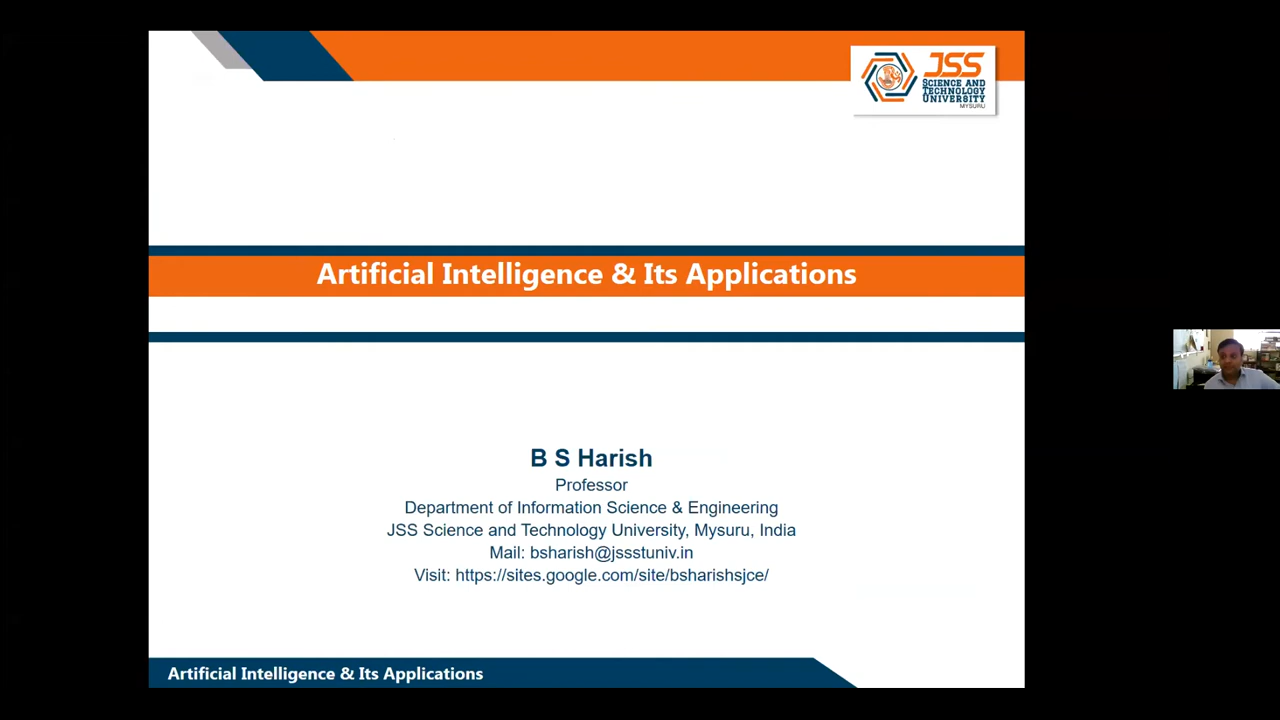 JSS
SCIENCE AND
TECHNOLOGY
UNIVERSITY
MYSURU
Artificial Intelligence & Its Applications
B S Harish
Professor
Department of Information Science & Engineering
JSS Science and Technology University, Mysuru, India
Mail: bsharish@jssstuniv.in
Visit: https://sites.google.com/site/bsharishsjce/
Artificial Intelligence & Its Applications